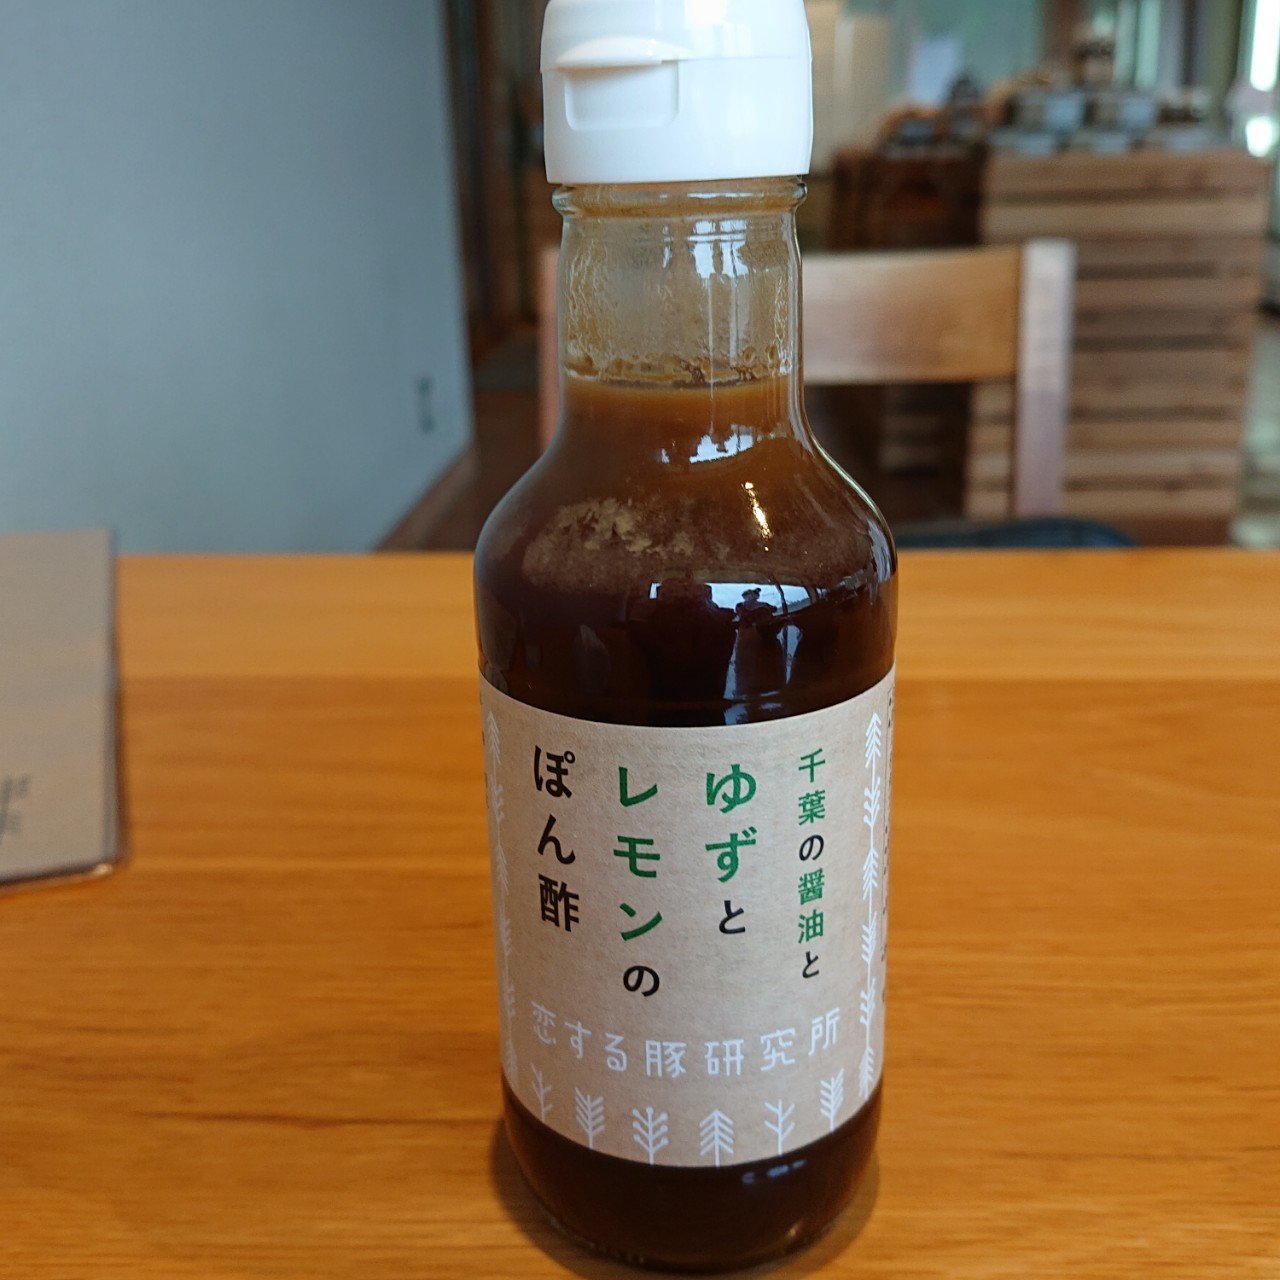 千葉の醤油と
ゆずと
レモンの
ぽん酢
恋する豚研究所